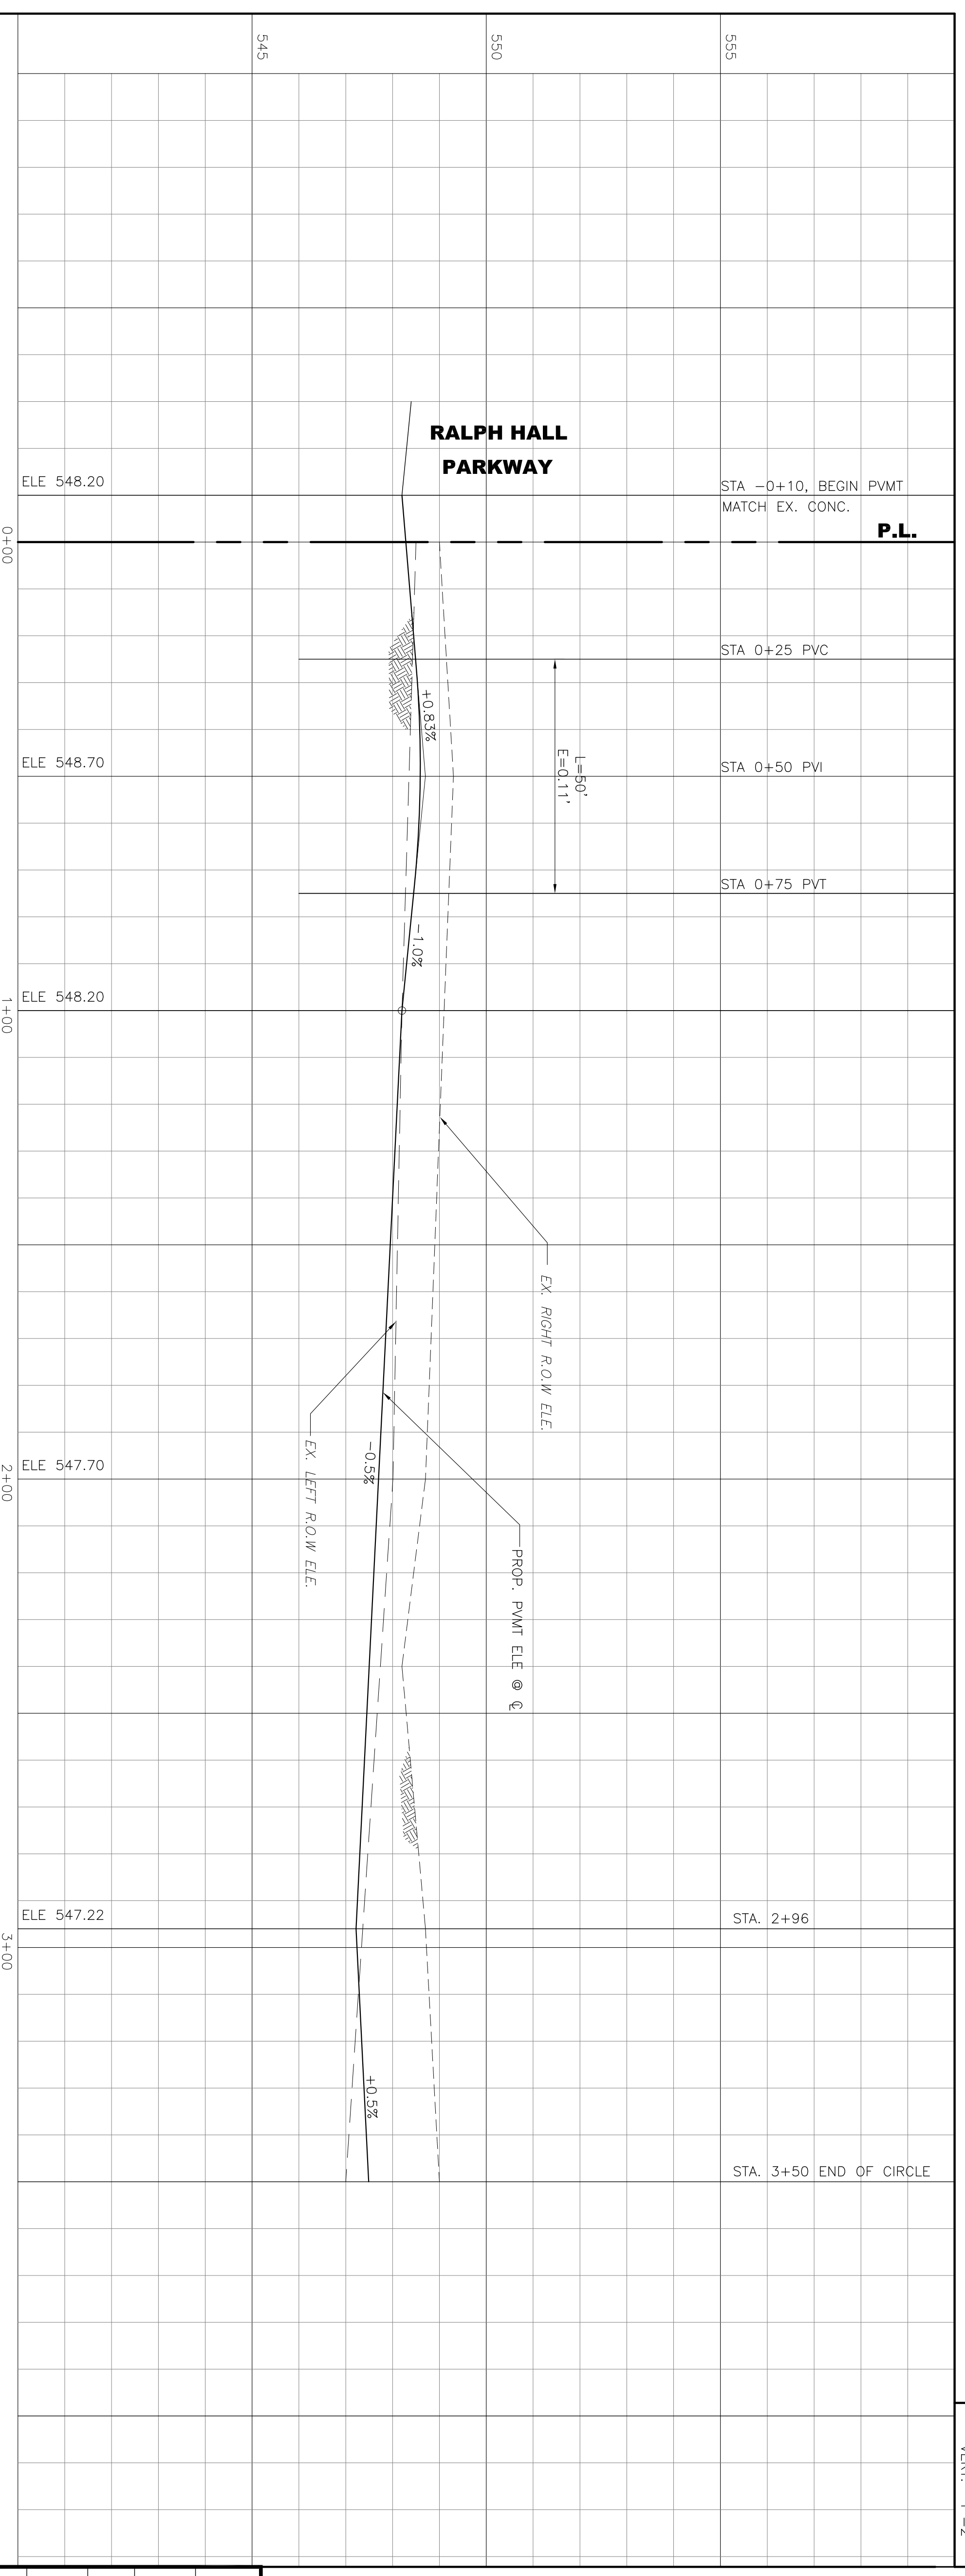 545
550
555
RALPH HALL
PARKWAY
ELE 548.20
STA -0+10, BEGIN PVMT
MATCH EX. CONC.
P.L.
0+00
STA 0+25 PVC
+0.83%
ELE 548.70
L=50'
E=0.11'
STA 0+50 PVI
STA 0+75 PVT
-1.0%
ELE 548.20
1+00
EX. RIGHT R.O.W ELE.
-0.5%
EX. LEFT R.O.W ELE.
ELE 547.70
2+00
PROP. PVMT ELE @ ℄
ELE 547.22
STA. 2+96
3+00
+0.5%
STA. 3+50 END OF CIRCLE